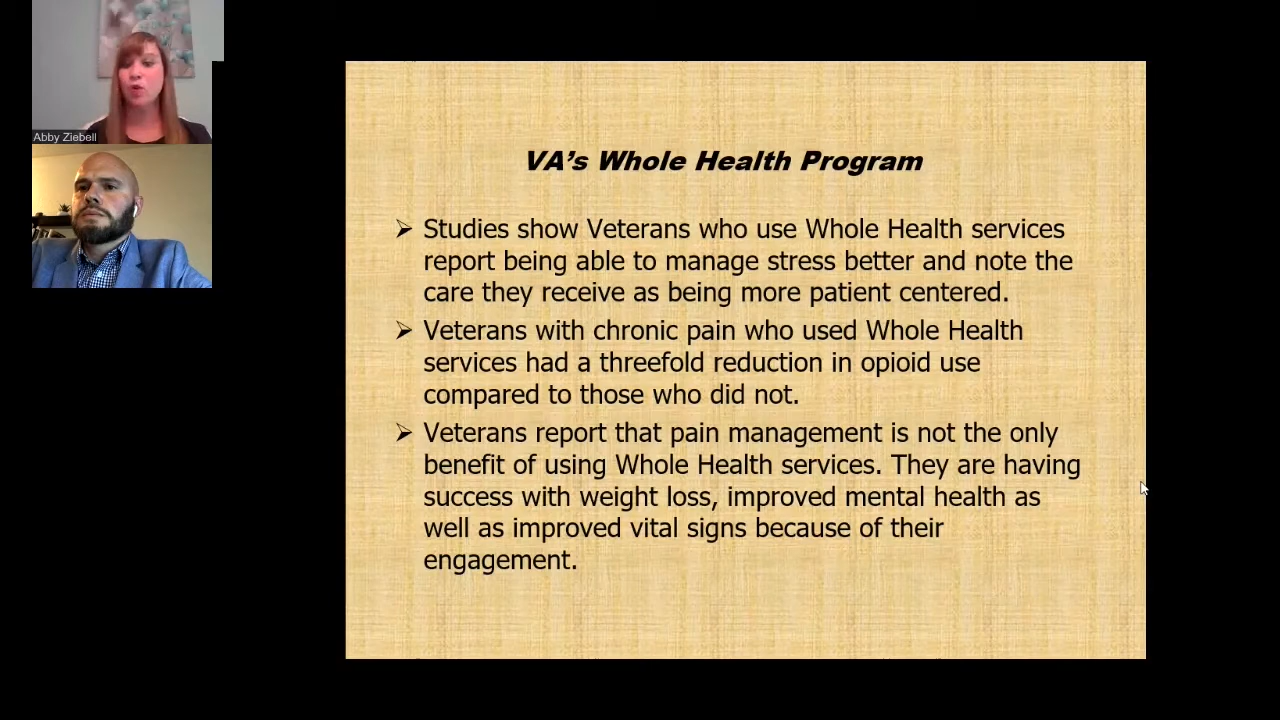 Abby Ziebell
VA's Whole Health Program
Studies show Veterans who use Whole Health services
report being able to manage stress better and note the
care they receive as being more patient centered.
Veterans with chronic pain who used Whole Health
services had a threefold reduction in opioid use
compared to those who did not.
Veterans report that pain management is not the only
benefit of using Whole Health services. They are having
success with weight loss, improved mental health as
well as improved vital signs because of their
engagement.